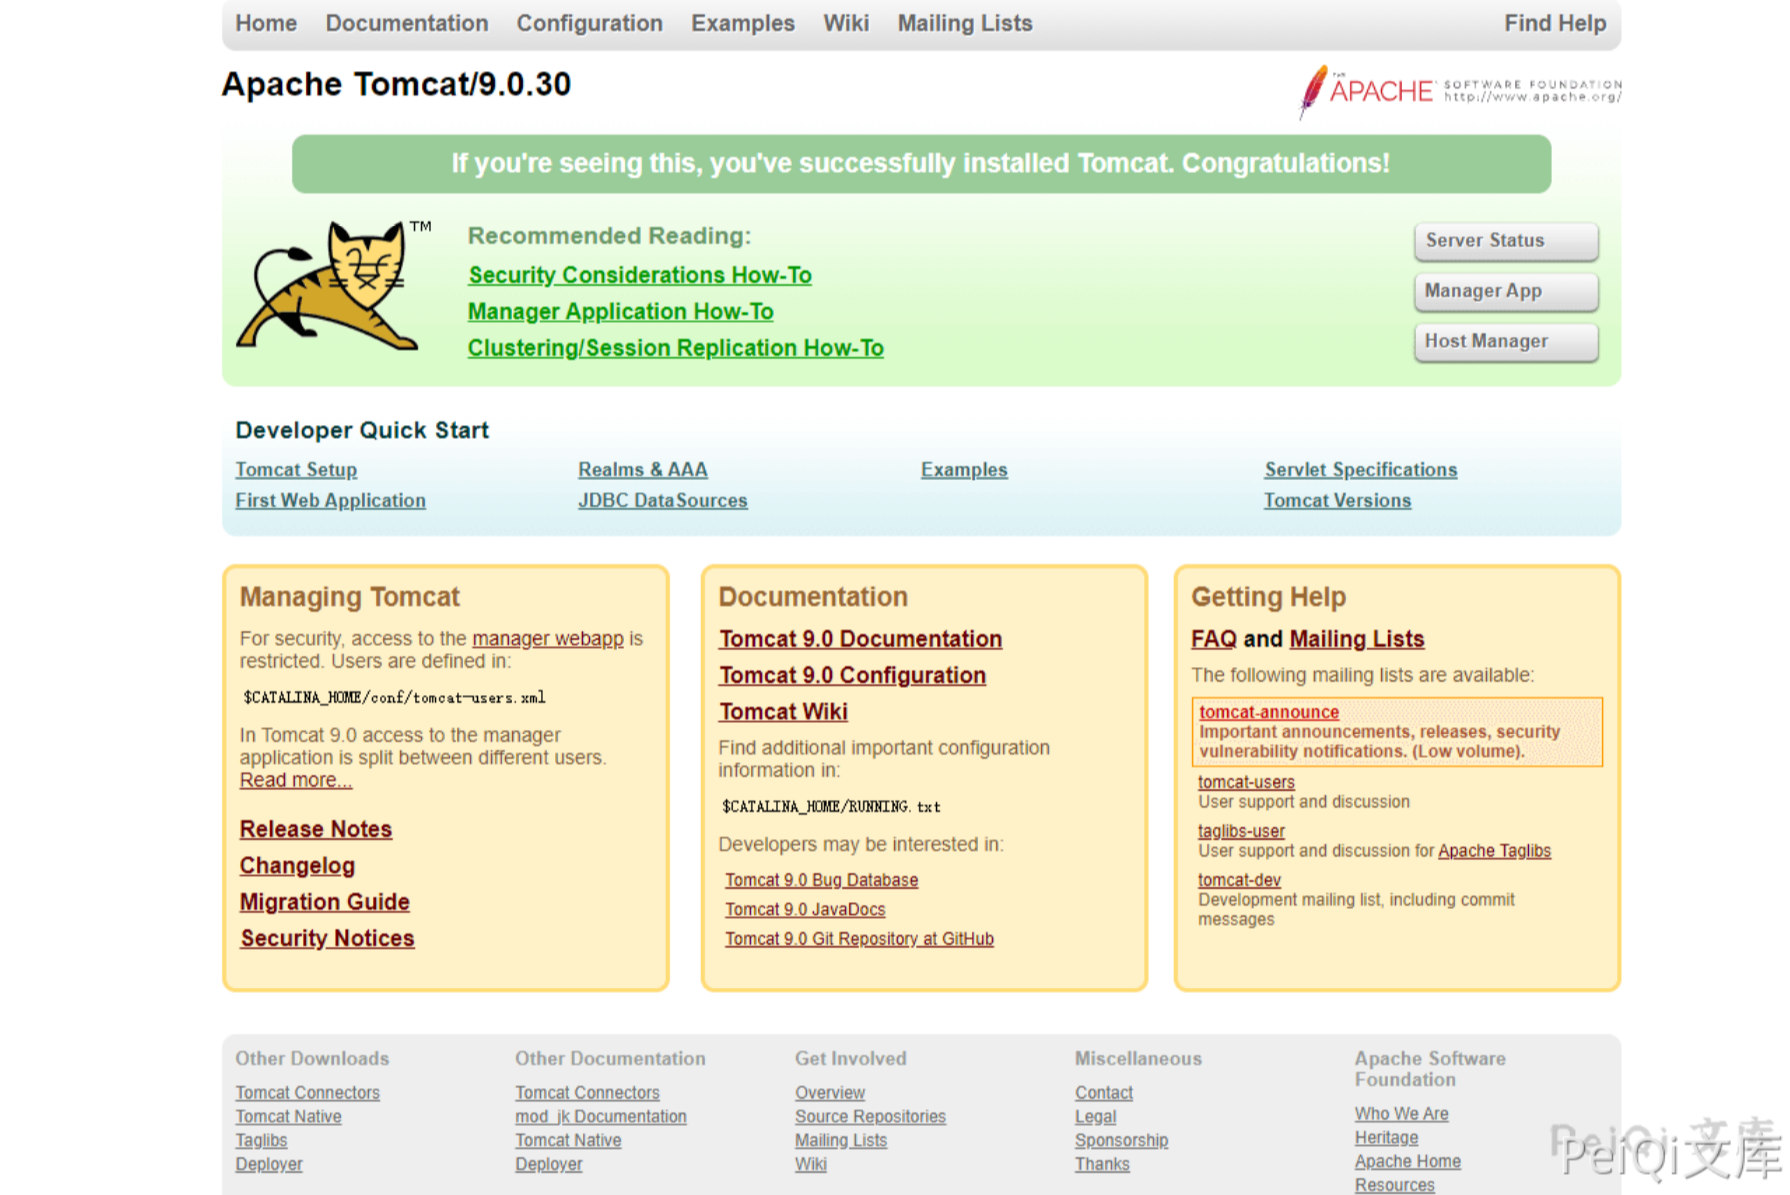 Home Documentation Configuration Examples Wiki Mailing Lists Find Help
Apache Tomcat/9.0.30
THE APACHE SOFTWARE FOUNDATION
http://www.apache.org/
If you're seeing this, you've successfully installed Tomcat. Congratulations!
TM
Recommended Reading:
Security Considerations How-To
Manager Application How-To
Clustering/Session Replication How-To
Server Status
Manager App
Host Manager
Developer Quick Start
Tomcat Setup
First Web Application
Realms & AAA
JDBC DataSources
Examples
Servlet Specifications
Tomcat Versions
Managing Tomcat
For security, access to the manager webapp is
restricted. Users are defined in:
$CATALINA_HOME/conf/tomcat-users.xml
In Tomcat 9.0 access to the manager
application is split between different users.
Read more...
Release Notes
Changelog
Migration Guide
Security Notices
Documentation
Tomcat 9.0 Documentation
Tomcat 9.0 Configuration
Tomcat Wiki
Find additional important configuration
information in:
$CATALINA_HOME/RUNNING.txt
Developers may be interested in:
Tomcat 9.0 Bug Database
Tomcat 9.0 JavaDocs
Tomcat 9.0 Git Repository at GitHub
Getting Help
FAQ and Mailing Lists
The following mailing lists are available:
tomcat-announce
Important announcements, releases, security
vulnerability notifications. (Low volume).
tomcat-users
User support and discussion
taglibs-user
User support and discussion for Apache Taglibs
tomcat-dev
Development mailing list, including commit
messages
Other Downloads
Tomcat Connectors
Tomcat Native
Taglibs
Deployer
Other Documentation
Tomcat Connectors
mod_jk Documentation
Tomcat Native
Deployer
Get Involved
Overview
Source Repositories
Mailing Lists
Wiki
Miscellaneous
Contact
Legal
Sponsorship
Thanks
Apache Software
Foundation
Who We Are
Heritage
Apache Home
Resources
PeiQi 文库
PeiQi文库